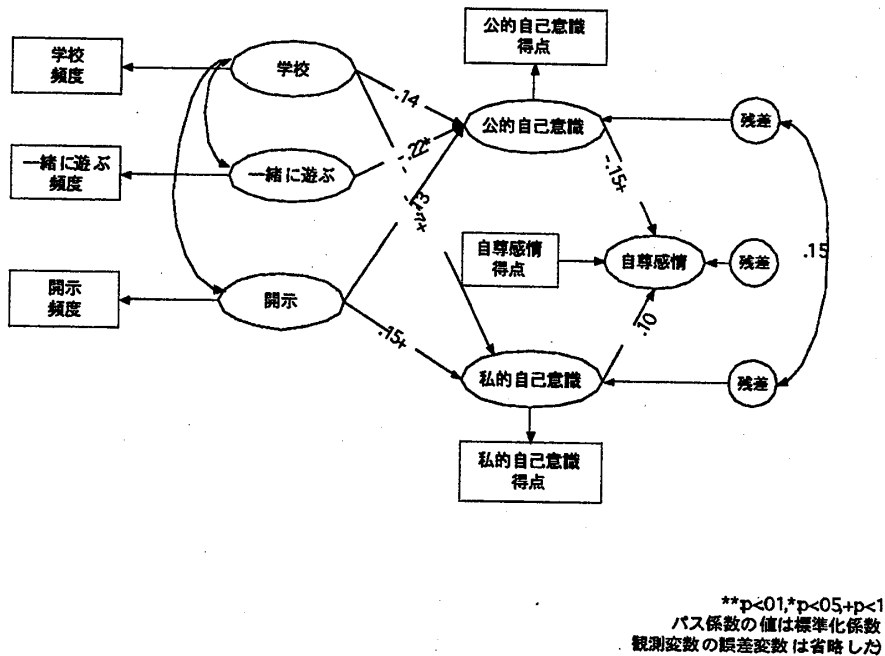 学校
頻度
学校
公的自己意識
得点
.14
公的自己意識
残差
一緒に遊ぶ
頻度
一緒に遊ぶ
-.22*
-.15+
自尊感情
得点
自尊感情
残差
.15
開示
頻度
開示
.15+
.10
私的自己意識
残差
私的自己意識
得点
**p<01,*p<05,+p<1
パス係数の値は標準化係数
観測変数の誤差変数は省略した